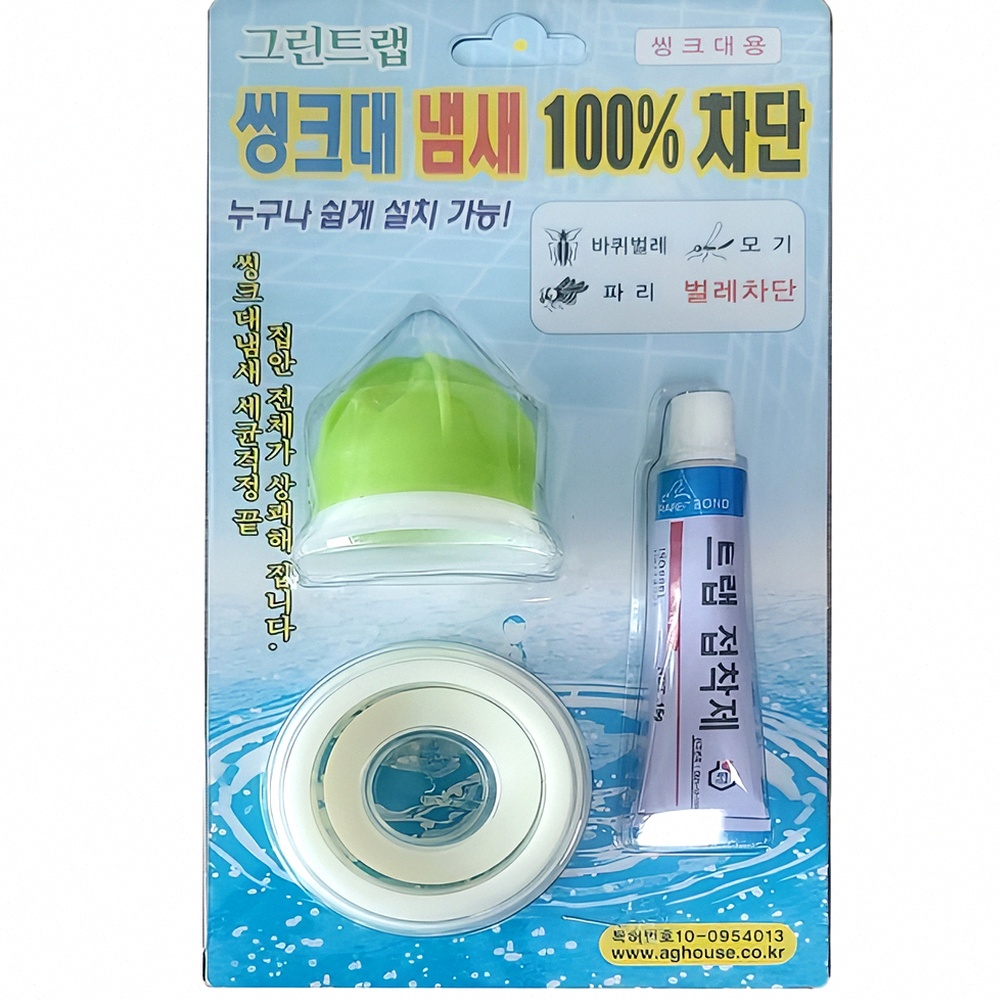 그린트랩
씽크대용
씽크대 냄새 100% 차단
누구나 쉽게 설치 가능!
바퀴벌레
모기
파리
벌레차단
씽크대냄새 세균걱정 끝
집안 전체가 상쾌해 집니다.
BOND
트랩 접착제
15g
특허번호10-0954013
www.aghouse.co.kr